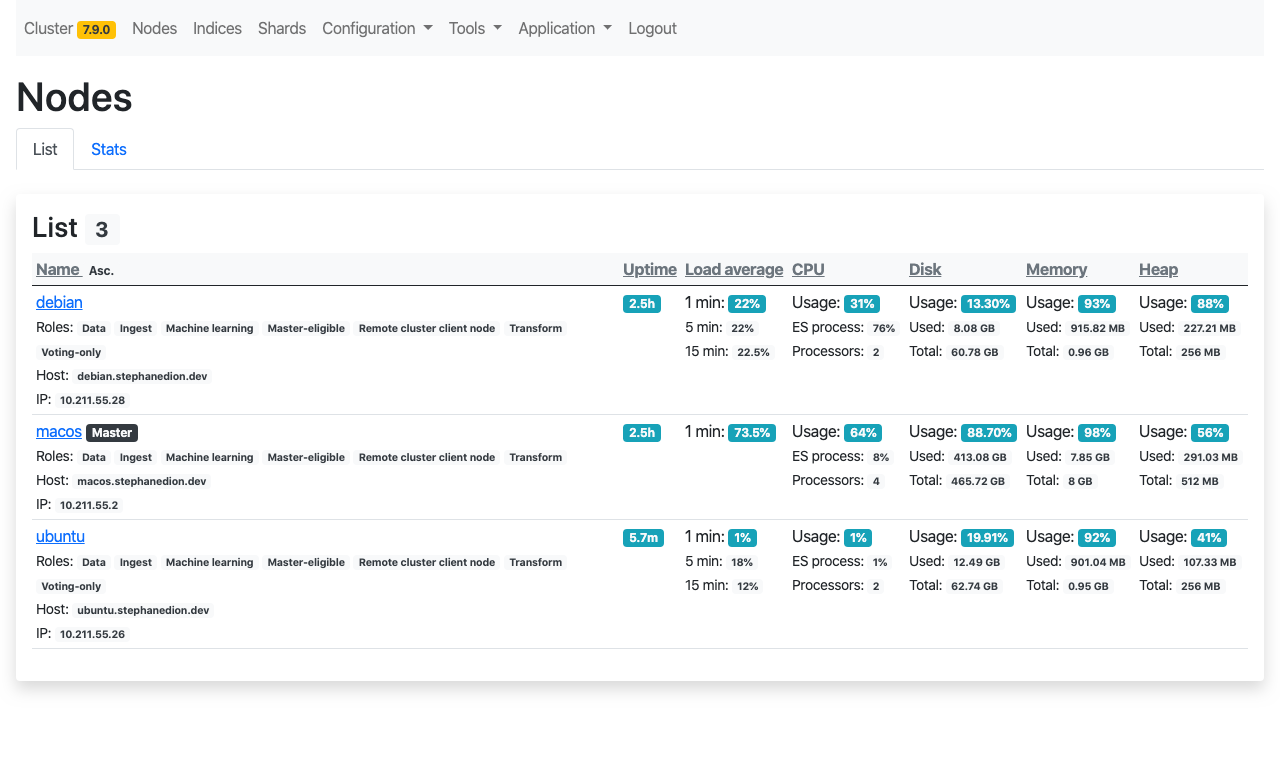 Cluster 7.9.0 Nodes Indices Shards Configuration Tools Application Logout
Nodes
List Stats
List 3
Name Asc. Uptime Load average CPU Disk Memory Heap
debian 2.5h 1 min: 22% Usage: 31% Usage: 13.30% Usage: 93% Usage: 88%
Roles: Data Ingest Machine learning Master-eligible Remote cluster client node Transform 5 min: 22% ES process: 76% Used: 8.08 GB Used: 915.82 MB Used: 227.21 MB
Voting-only 15 min: 22.5% Processors: 2 Total: 60.78 GB Total: 0.96 GB Total: 256 MB
Host: debian.stephanedion.dev
IP: 10.211.55.28
macos Master 2.5h 1 min: 73.5% Usage: 64% Usage: 88.70% Usage: 98% Usage: 56%
Roles: Data Ingest Machine learning Master-eligible Remote cluster client node Transform ES process: 8% Used: 413.08 GB Used: 7.85 GB Used: 291.03 MB
Host: macos.stephanedion.dev Processors: 4 Total: 465.72 GB Total: 8 GB Total: 512 MB
IP: 10.211.55.2
ubuntu 5.7m 1 min: 1% Usage: 1% Usage: 19.91% Usage: 92% Usage: 41%
Roles: Data Ingest Machine learning Master-eligible Remote cluster client node Transform 5 min: 18% ES process: 1% Used: 12.49 GB Used: 901.04 MB Used: 107.33 MB
Voting-only 15 min: 12% Processors: 2 Total: 62.74 GB Total: 0.95 GB Total: 256 MB
Host: ubuntu.stephanedion.dev
IP: 10.211.55.26